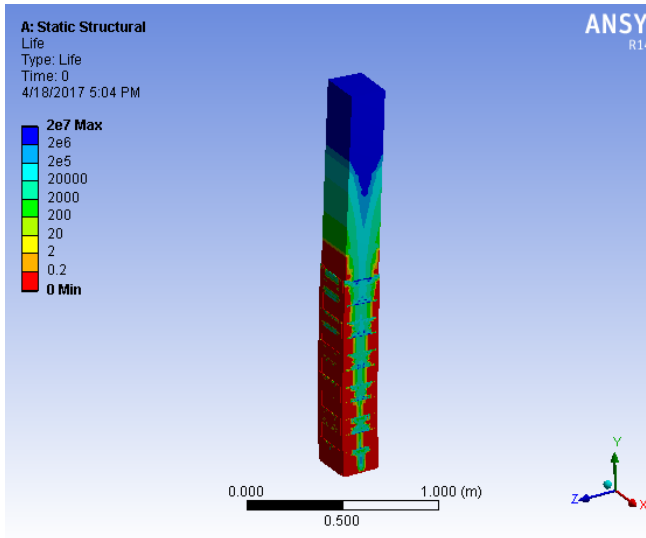 A: Static Structural
Life
Type: Life
Time: 0
4/18/2017 5:04 PM
2e7 Max
2e6
2e5
20000
2000
200
20
2
0.2
0 Min
ANSY
R14
0.000
1.000 (m)
0.500
Y
Z
X